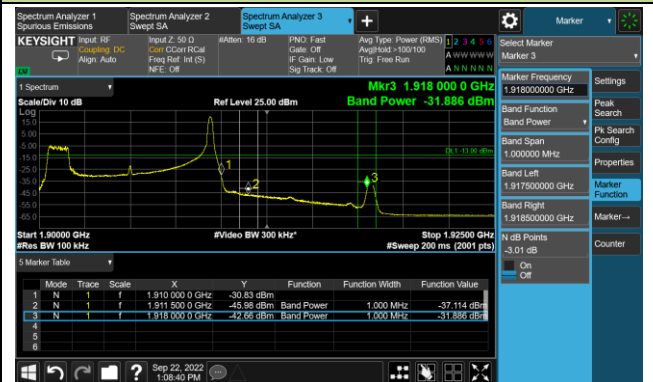 Spectrum Analyzer 1
Spurious Emissions
Spectrum Analyzer 2
Swept SA
Spectrum Analyzer 3
Swept SA
Marker
KEYSIGHT
Input: RF
Coupling: DC
Align: Auto
Input Z: 50 Ω
Corr CCorr RCal
Freq Ref: Int (S)
NFE: Off
#Atten: 16 dB
PNO: Fast
Gate: Off
IF Gain: Low
Sig Track: Off
Avg Type: Power (RMS)
Avg|Hold:>100/100
Trig: Free Run
1 2 3 4 5 6
A W W W W W
A N N N N N
Select Marker
Marker 3
1 Spectrum
Mkr3 1.918 000 0 GHz
Scale/Div 10 dB
Ref Level 25.00 dBm
Band Power -31.886 dBm
Log
15.0
5.00
-5.00
-15.0
-25.0
-35.0
-45.0
-55.0
-65.0
DL1 -13.00 dBm
1
2
3
Start 1.90000 GHz
#Video BW 300 kHz*
Stop 1.92500 GHz
#Res BW 100 kHz
#Sweep 200 ms (2001 pts)
Marker Frequency
1.918000000 GHz
Band Function
Band Power
Band Span
1.000000 MHz
Band Left
1.917500000 GHz
Band Right
1.918500000 GHz
N dB Points
-3.01 dB
On
Off
Settings
Peak
Search
Pk Search
Config
Properties
Marker
Function
Marker→
Counter
5 Marker Table
Mode Trace Scale X Y Function Function Width Function Value
1 N 1 f 1.910 000 0 GHz -30.83 dBm
2 N 1 f 1.911 500 0 GHz -45.98 dBm Band Power 1.000 MHz -37.114 dBm
3 N 1 f 1.918 000 0 GHz -42.66 dBm Band Power 1.000 MHz -31.886 dBm
4
5
6
?
Sep 22, 2022
1:08:40 PM